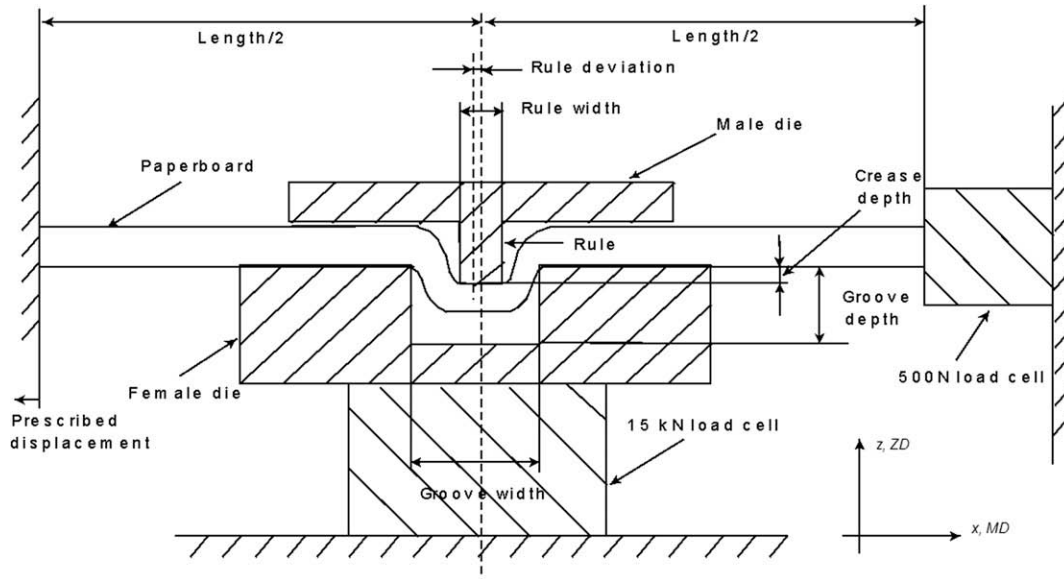 Length/2
Length/2
Rule deviation
Rule width
Male die
Paperboard
Crease
depth
Rule
Groove
depth
Female die
500N load cell
Prescribed
displacement
15 kN load cell
z, ZD
Groove width
x, MD